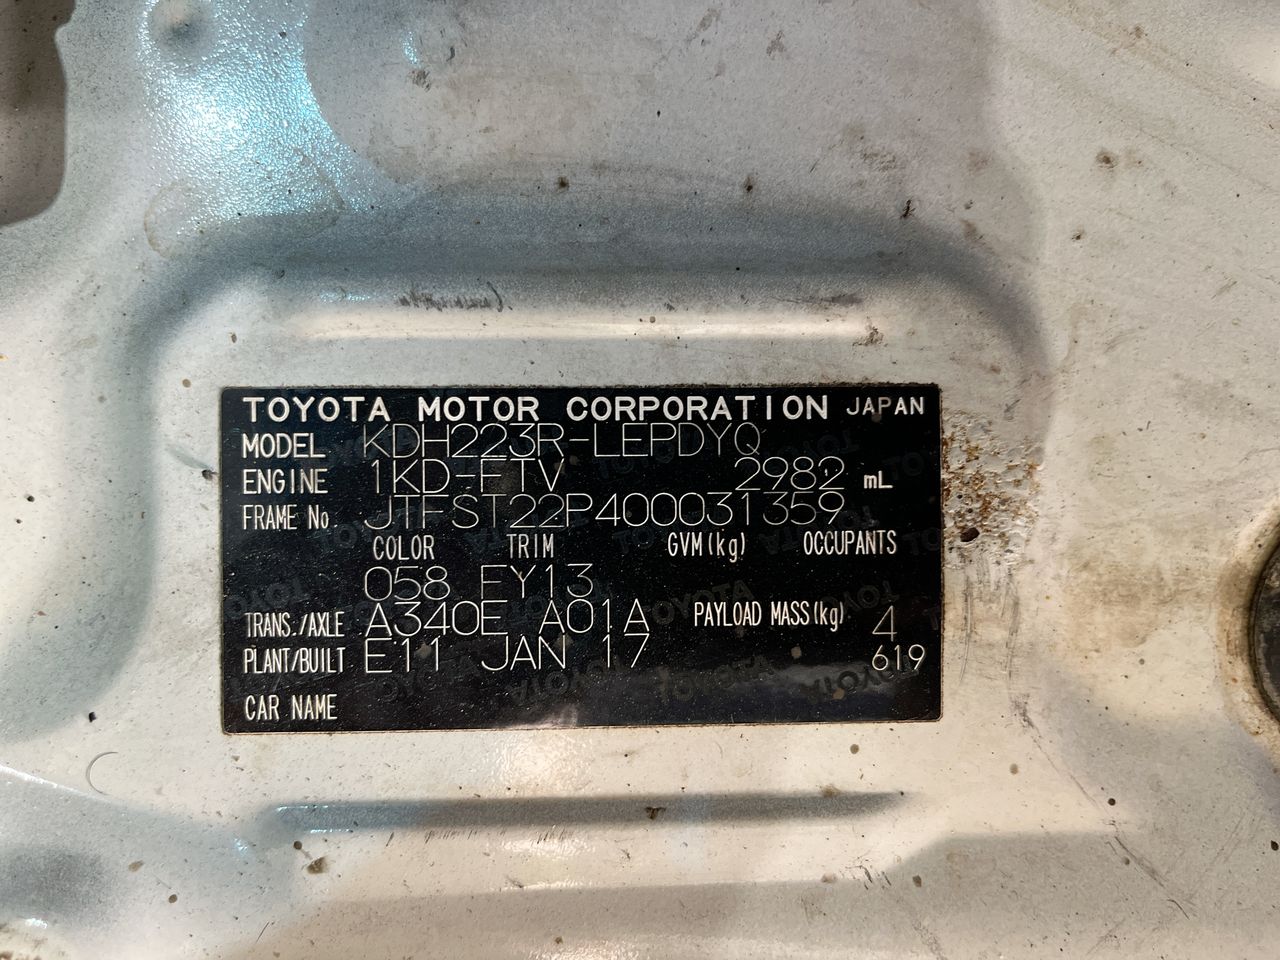 TOYOTA MOTOR CORPORATION JAPAN
MODEL KDH223R-LEPDYQ
ENGINE 1KD-FTV 2982 mL
FRAME No. JTFST22P400031359
COLOR TRIM GVM(kg) OCCUPANTS
058 EY13
TRANS./AXLE A340E A01A PAYLOAD MASS(kg) 4
PLANT/BUILT E11 JAN 17 619
CAR NAME